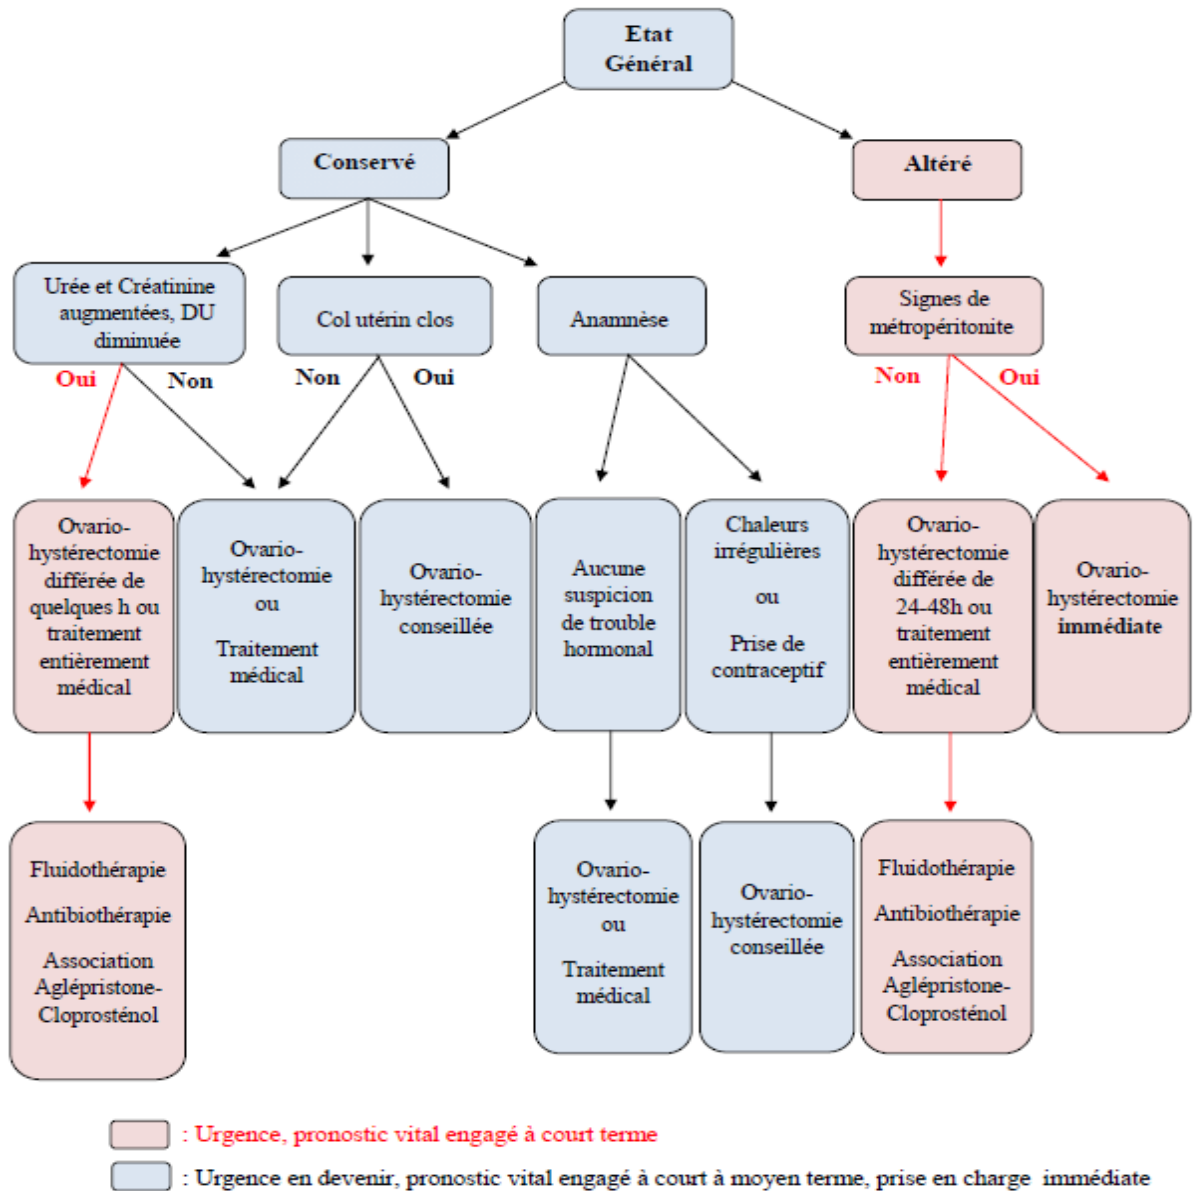 Etat
Général
Conservé
Altéré
Urée et Créatinine
augmentées, DU
diminuée
Col utérin clos
Anamnèse
Signes de
métropéritonite
Oui
Non
Non
Oui
Non
Oui
Ovario-
hystérectomie
différée de
quelques h ou
traitement
entièrement
médical
Ovario-
hystérectomie
ou
Traitement
médical
Ovario-
hystérectomie
conseillée
Aucune
suspicion
de trouble
hormonal
Chaleurs
irrégulières
ou
Prise de
contraceptif
Ovario-
hystérectomie
différée de
24-48h ou
traitement
entièrement
médical
Ovario-
hystérectomie
immédiate
Fluidothérapie
Antibiothérapie
Association
Aglépristone-
Cloprosténol
Ovario-
hystérectomie
ou
Traitement
médical
Ovario-
hystérectomie
conseillée
Fluidothérapie
Antibiothérapie
Association
Aglépristone-
Cloprosténol
: Urgence, pronostic vital engagé à court terme
: Urgence en devenir, pronostic vital engagé à court à moyen terme, prise en charge immédiate